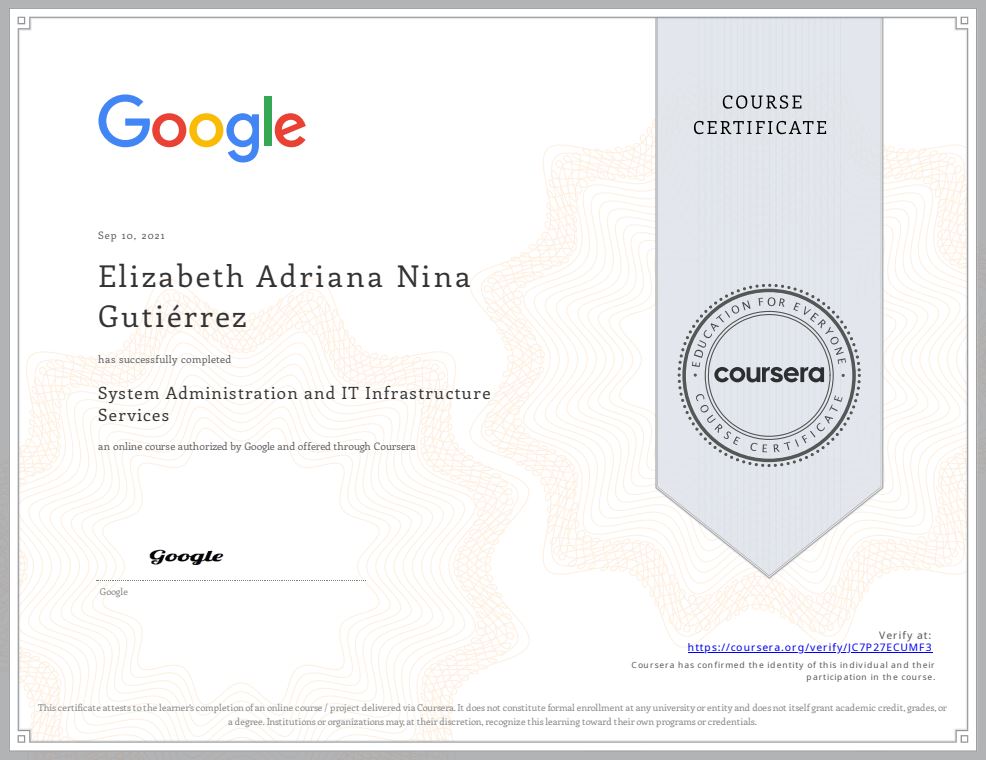 Google
COURSE
CERTIFICATE
Sep 10, 2021
Elizabeth Adriana Nina
Gutiérrez
has successfully completed
System Administration and IT Infrastructure
Services
an online course authorized by Google and offered through Coursera
EDUCATION FOR EVERYONE
coursera
COURSE CERTIFICATE
Google
Google
Verify at:
https://coursera.org/verify/JC7P27ECUMF3
Coursera has confirmed the identity of this individual and their
participation in the course.
This certificate attests to the learner's completion of an online course / project delivered via Coursera. It does not constitute formal enrollment at any university or entity and does not itself grant academic credit, grades, or
a degree. Institutions or organizations may, at their discretion, recognize this learning toward their own programs or credentials.